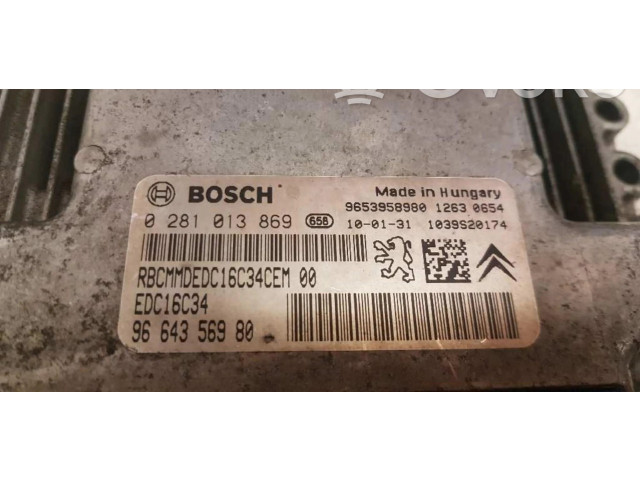 BOSCH
Made in Hungary
9653958980 1263 0654
0 281 013 869 658 10-01-31 1039S20174
RBCMMDEDC16C34CEM 00
EDC16C34
96 643 569 80